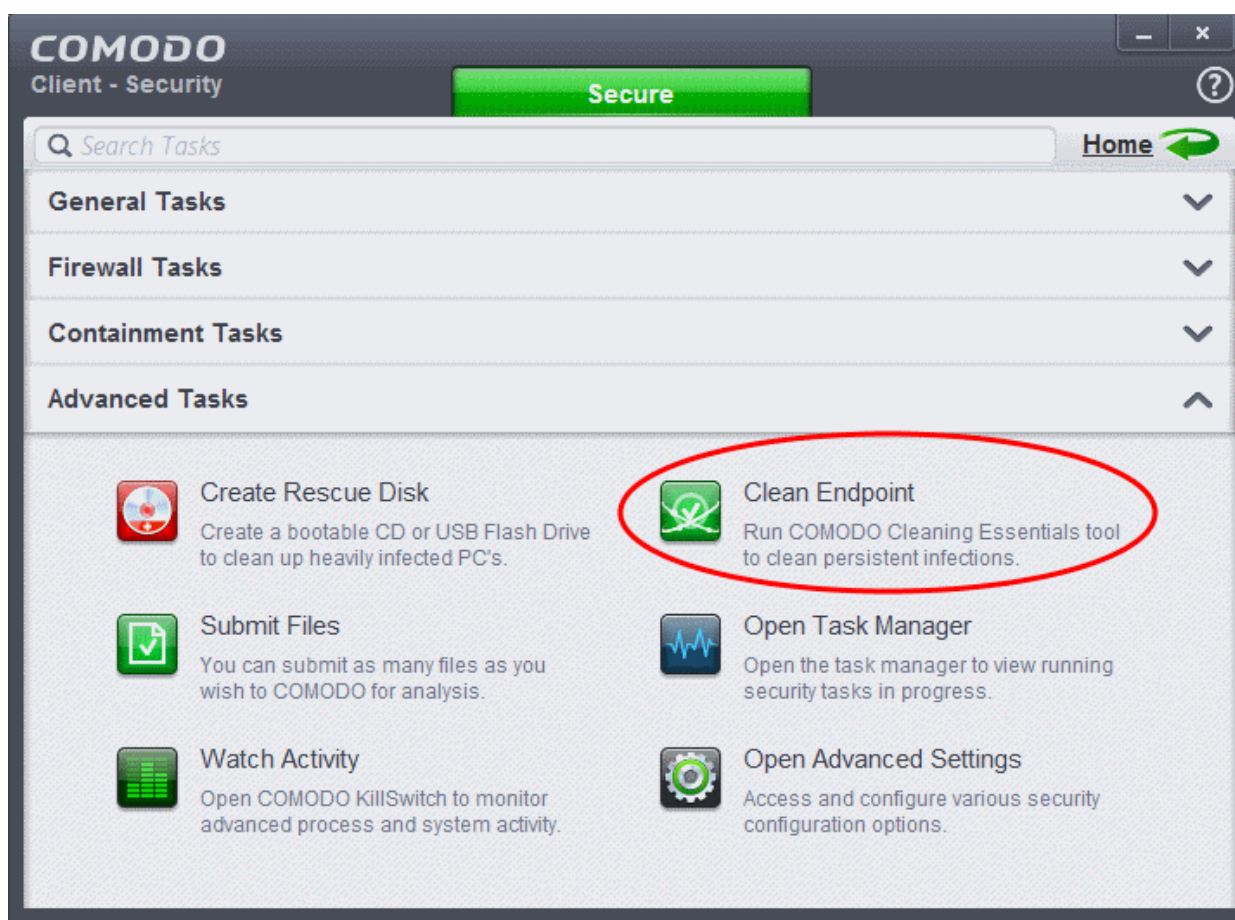 COMODO
Client - Security
Secure
Search Tasks
Home
General Tasks
Firewall Tasks
Containment Tasks
Advanced Tasks
Create Rescue Disk
Create a bootable CD or USB Flash Drive
to clean up heavily infected PC's.
Clean Endpoint
Run COMODO Cleaning Essentials tool
to clean persistent infections.
Submit Files
You can submit as many files as you
wish to COMODO for analysis.
Open Task Manager
Open the task manager to view running
security tasks in progress.
Watch Activity
Open COMODO KillSwitch to monitor
advanced process and system activity.
Open Advanced Settings
Access and configure various security
configuration options.